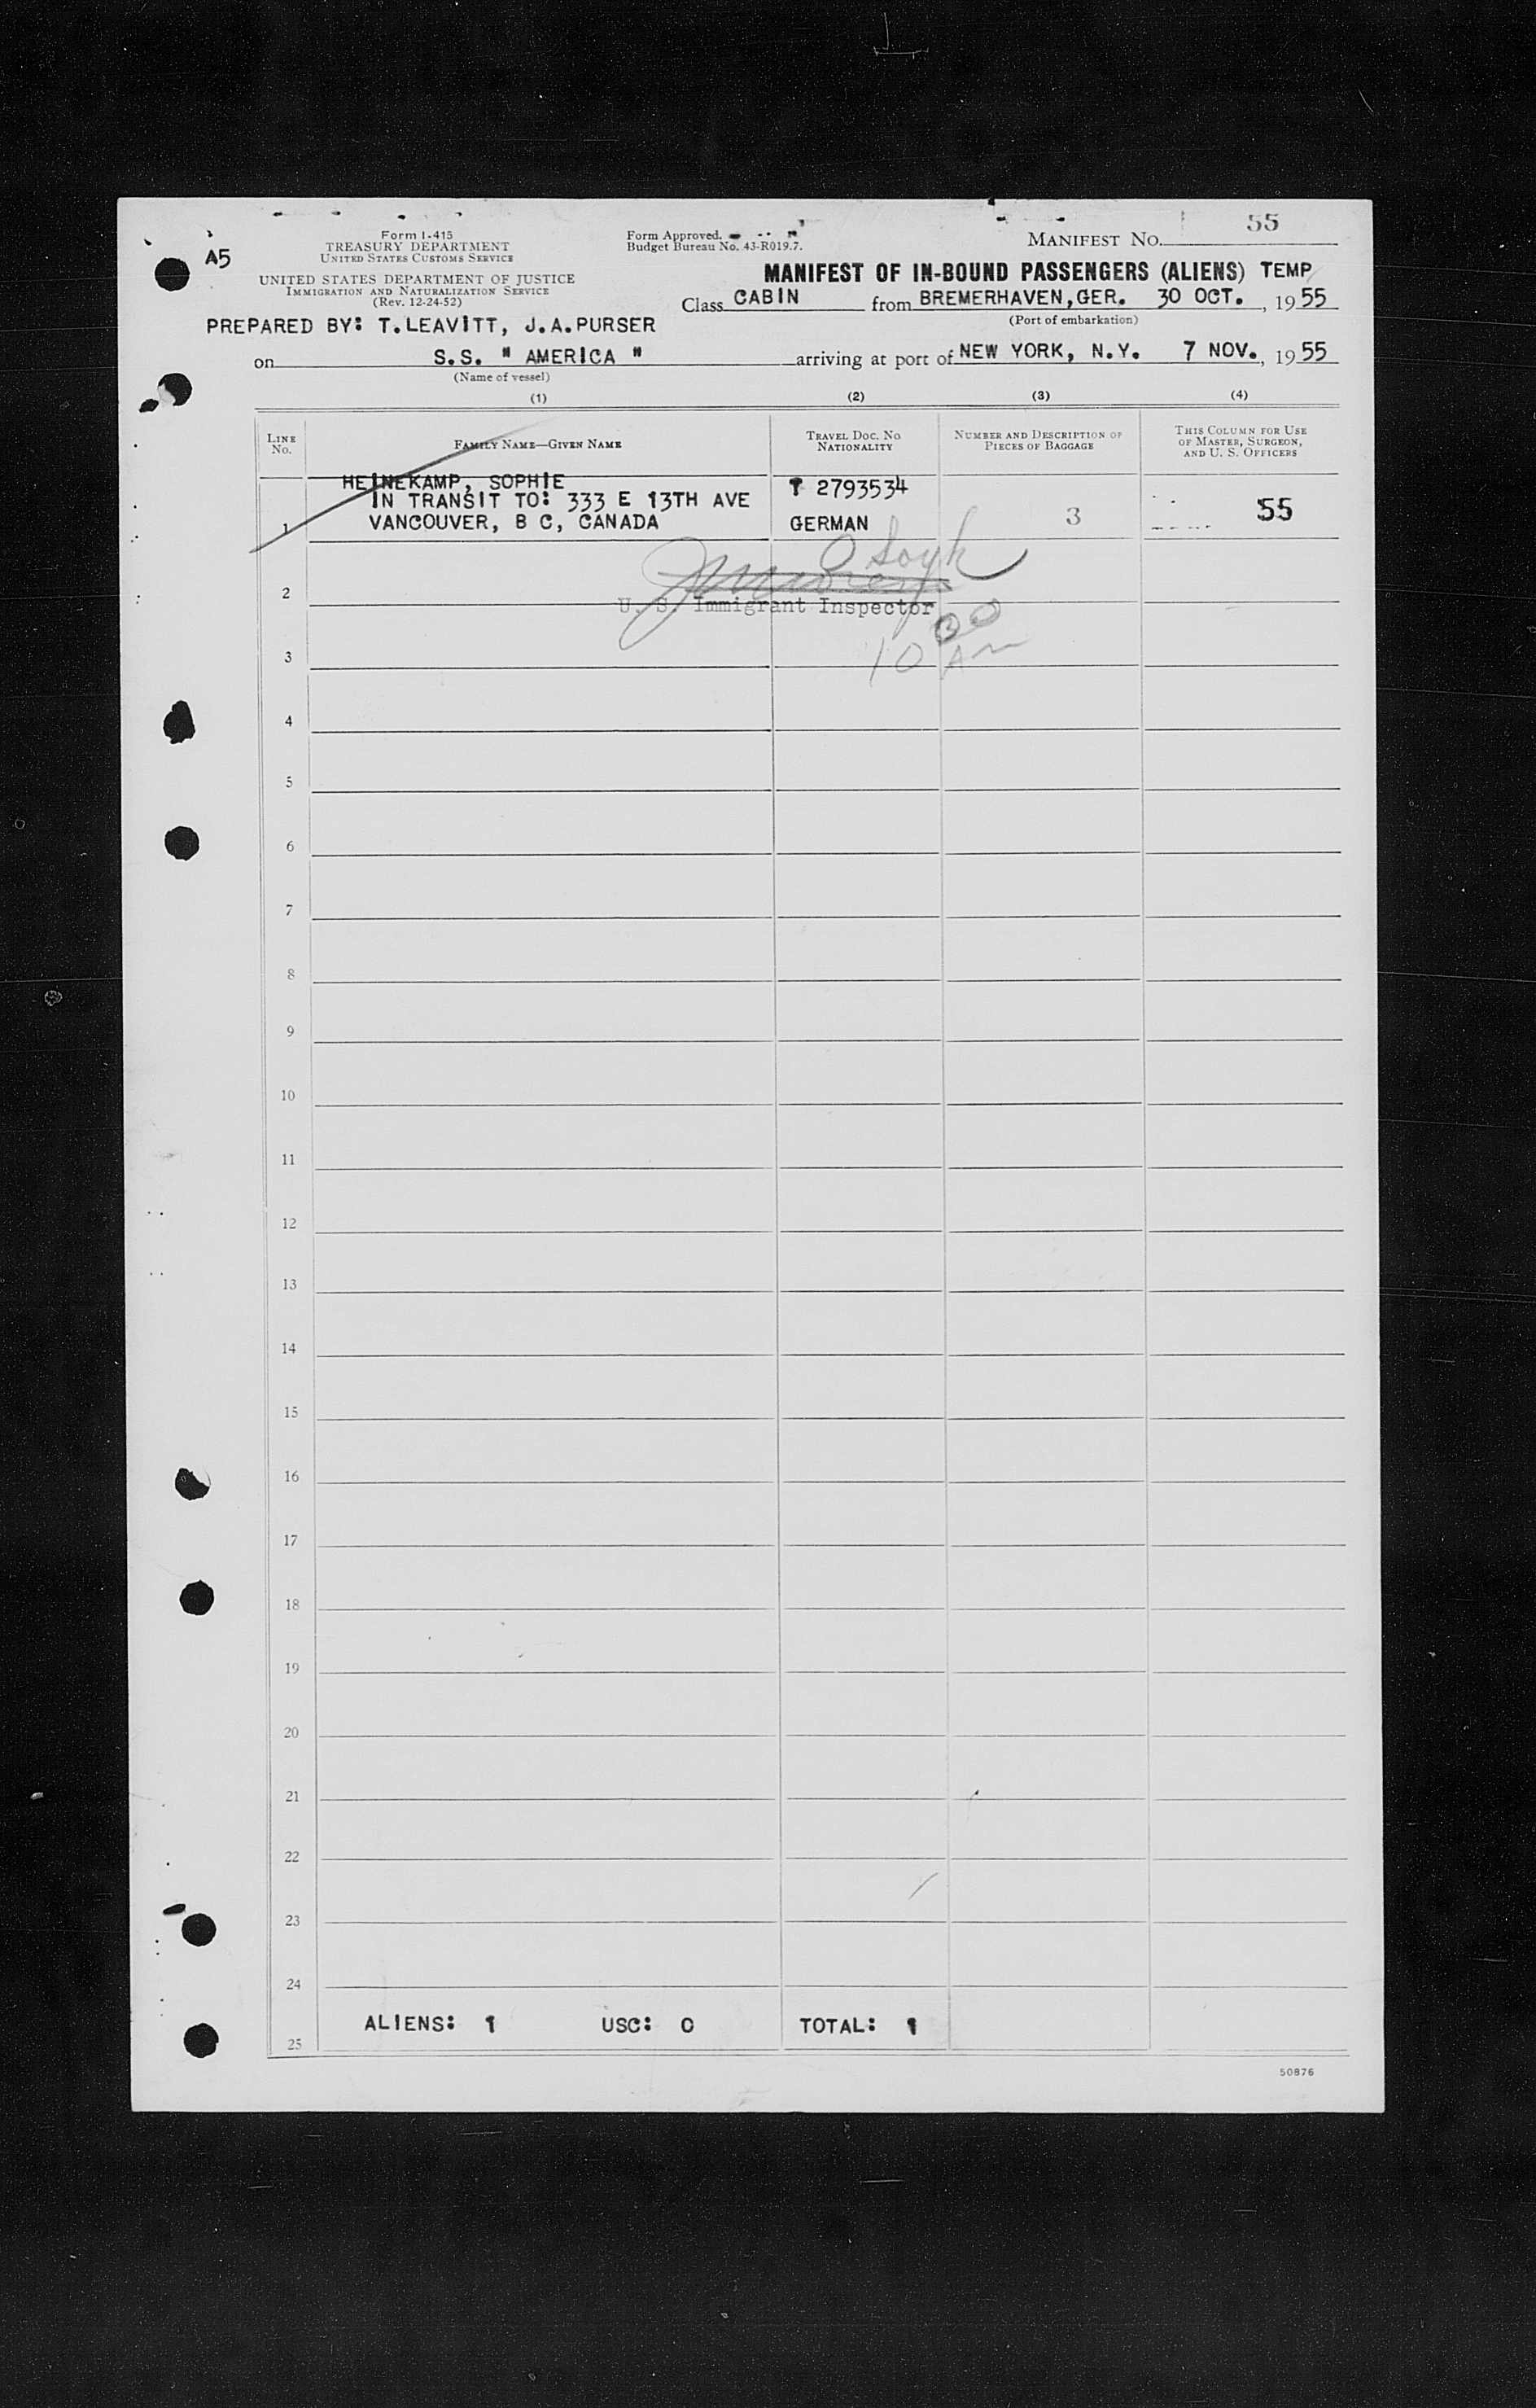 55
Form I-415
TREASURY DEPARTMENT
UNITED STATES CUSTOMS SERVICE
Form Approved.
Budget Bureau No. 43-R019.7.
MANIFEST No.
A5
UNITED STATES DEPARTMENT OF JUSTICE
IMMIGRATION AND NATURALIZATION SERVICE
(Rev. 12-24-52)
MANIFEST OF IN-BOUND PASSENGERS (ALIENS) TEMP
Class CABIN from BREMERHAVEN,GER. 30 OCT. , 1955
(Port of embarkation)
PREPARED BY: T.LEAVITT, J.A.PURSER
on S.S. " AMERICA " arriving at port of NEW YORK, N.Y. 7 NOV., 1955
(Name of vessel)
(1) (2) (3) (4)
LINE No.
FAMILY NAME—GIVEN NAME
TRAVEL DOC. NO. NATIONALITY
NUMBER AND DESCRIPTION OF PIECES OF BAGGAGE
THIS COLUMN FOR USE OF MASTER, SURGEON, AND U. S. OFFICERS
HEINEKAMP, SOPHIE T 2793534
IN TRANSIT TO: 333 E 13TH AVE
1 VANCOUVER, B C, CANADA GERMAN 3 55
2
U. S. Immigrant Inspector
3 10 00 AM
4
5
6
7
8
9
10
11
12
13
14
15
16
17
18
19
20
21
22
23
24
25 ALIENS: 1 USC: 0 TOTAL: 1
50876